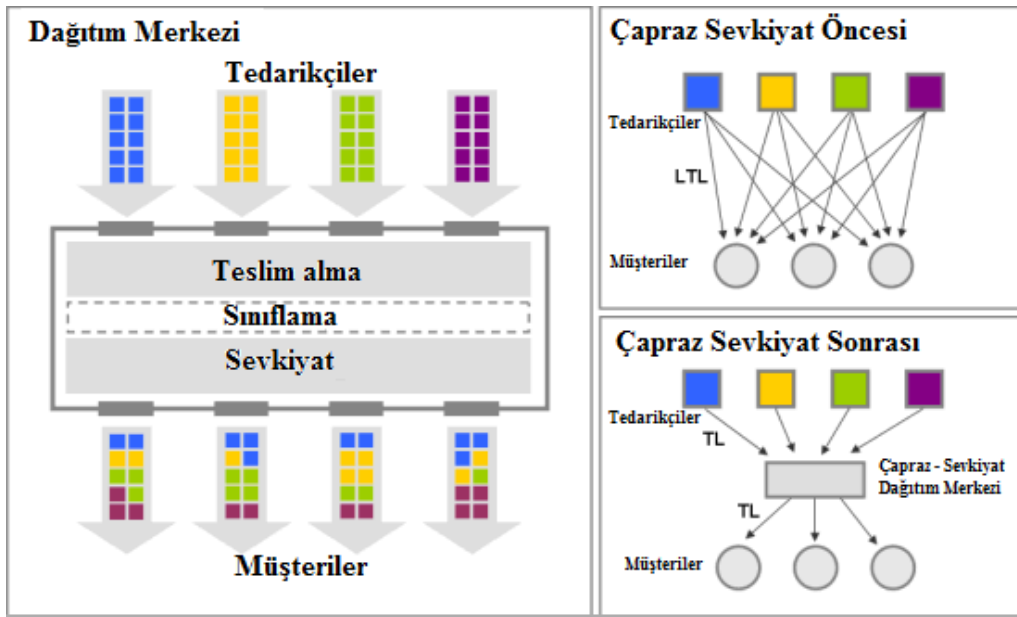 Dağıtım Merkezi
Tedarikçiler
Teslim alma
Sınıflama
Sevkiyat
Müşteriler
Çapraz Sevkiyat Öncesi
Tedarikçiler
LTL
Müşteriler
Çapraz Sevkiyat Sonrası
Tedarikçiler
TL
Çapraz - Sevkiyat
Dağıtım Merkezi
TL
Müşteriler